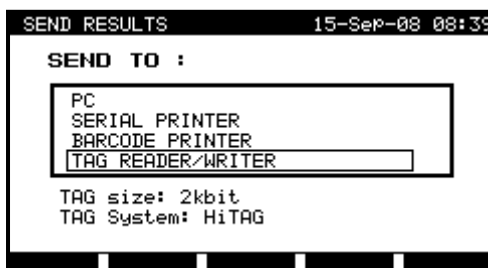 SEND RESULTS 15-Sep-08 08:39
SEND TO :
PC
SERIAL PRINTER
BARCODE PRINTER
TAG READER/WRITER
TAG size: 2kbit
TAG System: HiTAG